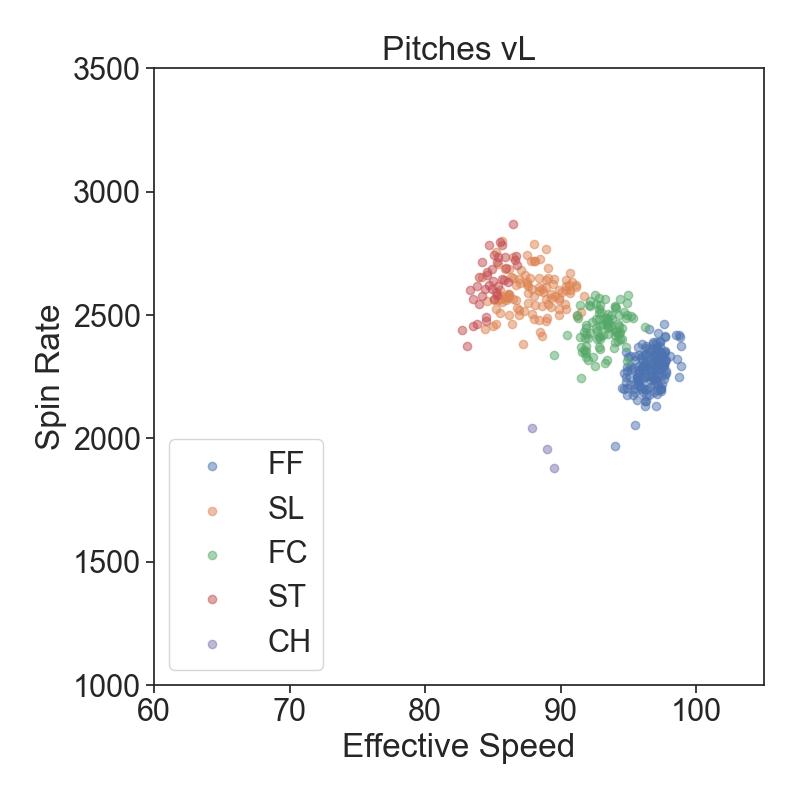 Pitches vL
3500
3000
2500
2000
1500
1000
Spin Rate
FF
SL
FC
ST
CH
60 70 80 90 100
Effective Speed